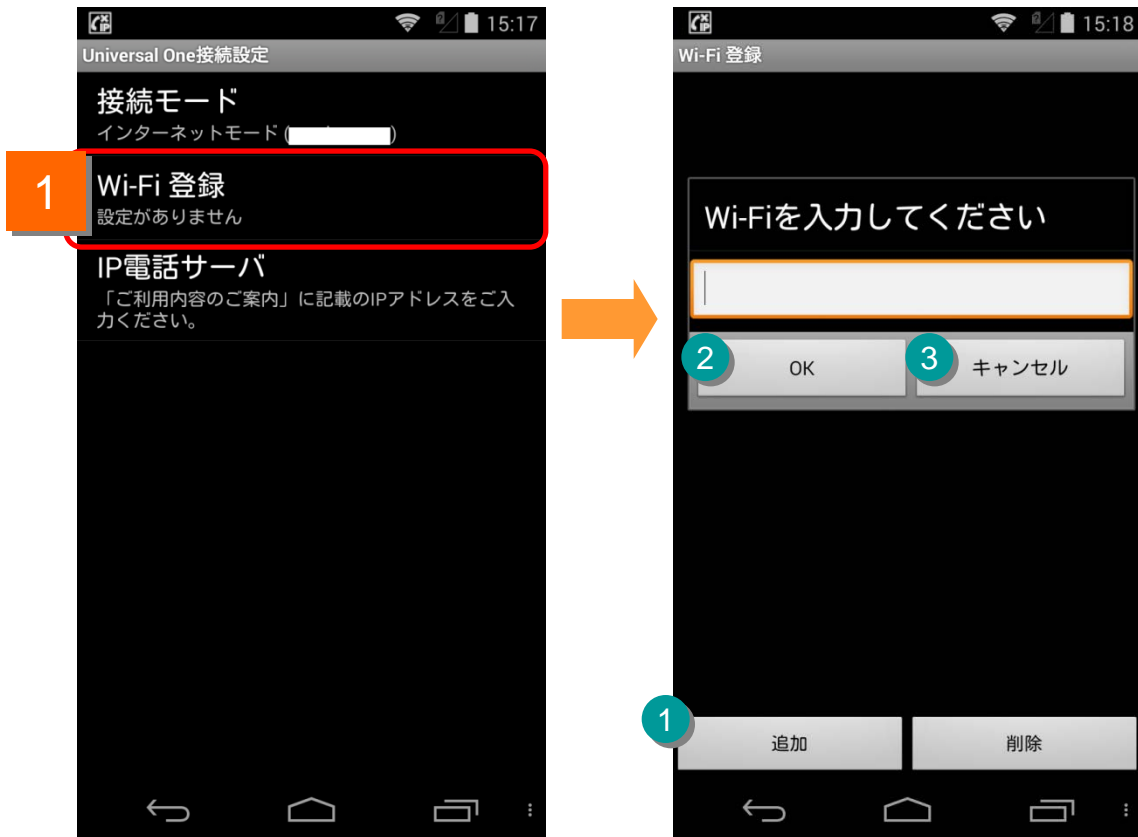 15:17
Universal One接続設定
接続モード
インターネットモード ( )
1
Wi-Fi 登録
設定がありません
IP電話サーバ
「ご利用内容のご案内」に記載のIPアドレスをご入
力ください。
15:18
Wi-Fi 登録
Wi-Fiを入力してください
2 OK
3 キャンセル
1 追加
削除